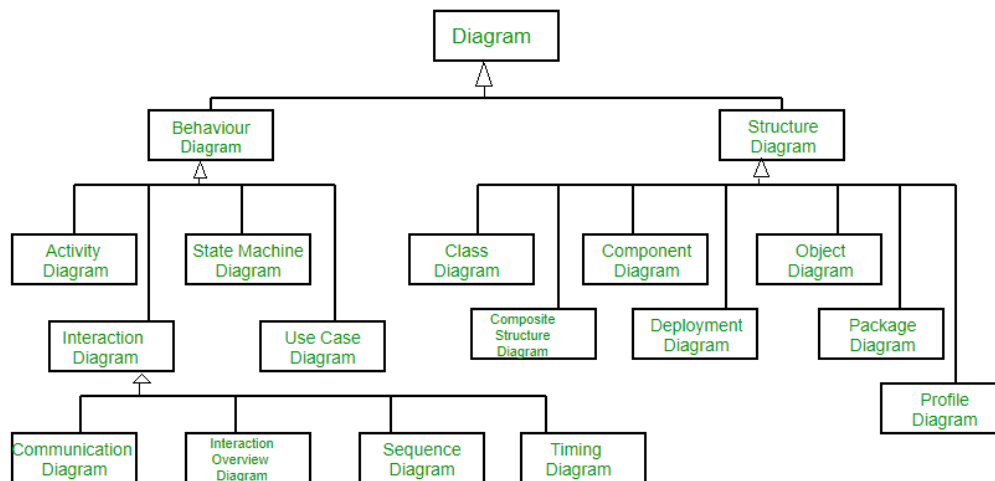 Diagram
Behaviour
Diagram
Structure
Diagram
Activity
Diagram
State Machine
Diagram
Class
Diagram
Component
Diagram
Object
Diagram
Interaction
Diagram
Use Case
Diagram
Composite
Structure
Diagram
Deployment
Diagram
Package
Diagram
Profile
Diagram
Communication
Diagram
Interaction
Overview
Diagram
Sequence
Diagram
Timing
Diagram